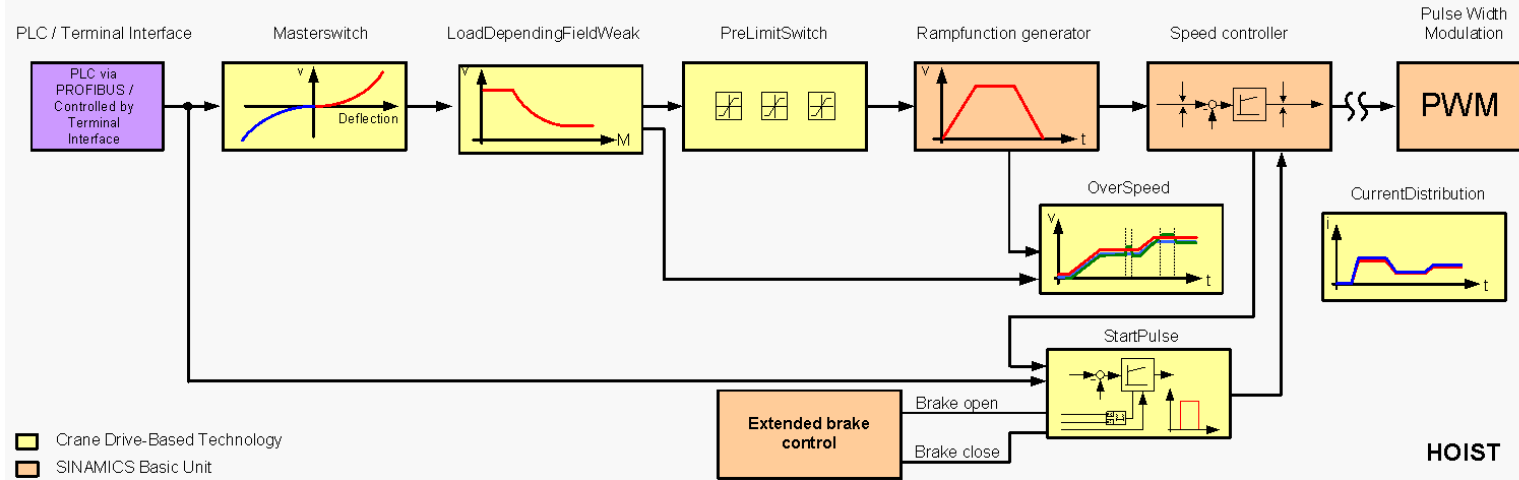 PLC / Terminal Interface
Masterswitch
LoadDependingFieldWeak
PreLimitSwitch
Rampfunction generator
Speed controller
Pulse Width
Modulation
PLC via
PROFIBUS /
Controlled by
Terminal
Interface
v
Deflection
V
M
V
t
PWM
OverSpeed
V
t
CurrentDistribution
i
t
StartPulse
Extended brake
control
Brake open
Brake close
Crane Drive-Based Technology
SINAMICS Basic Unit
HOIST